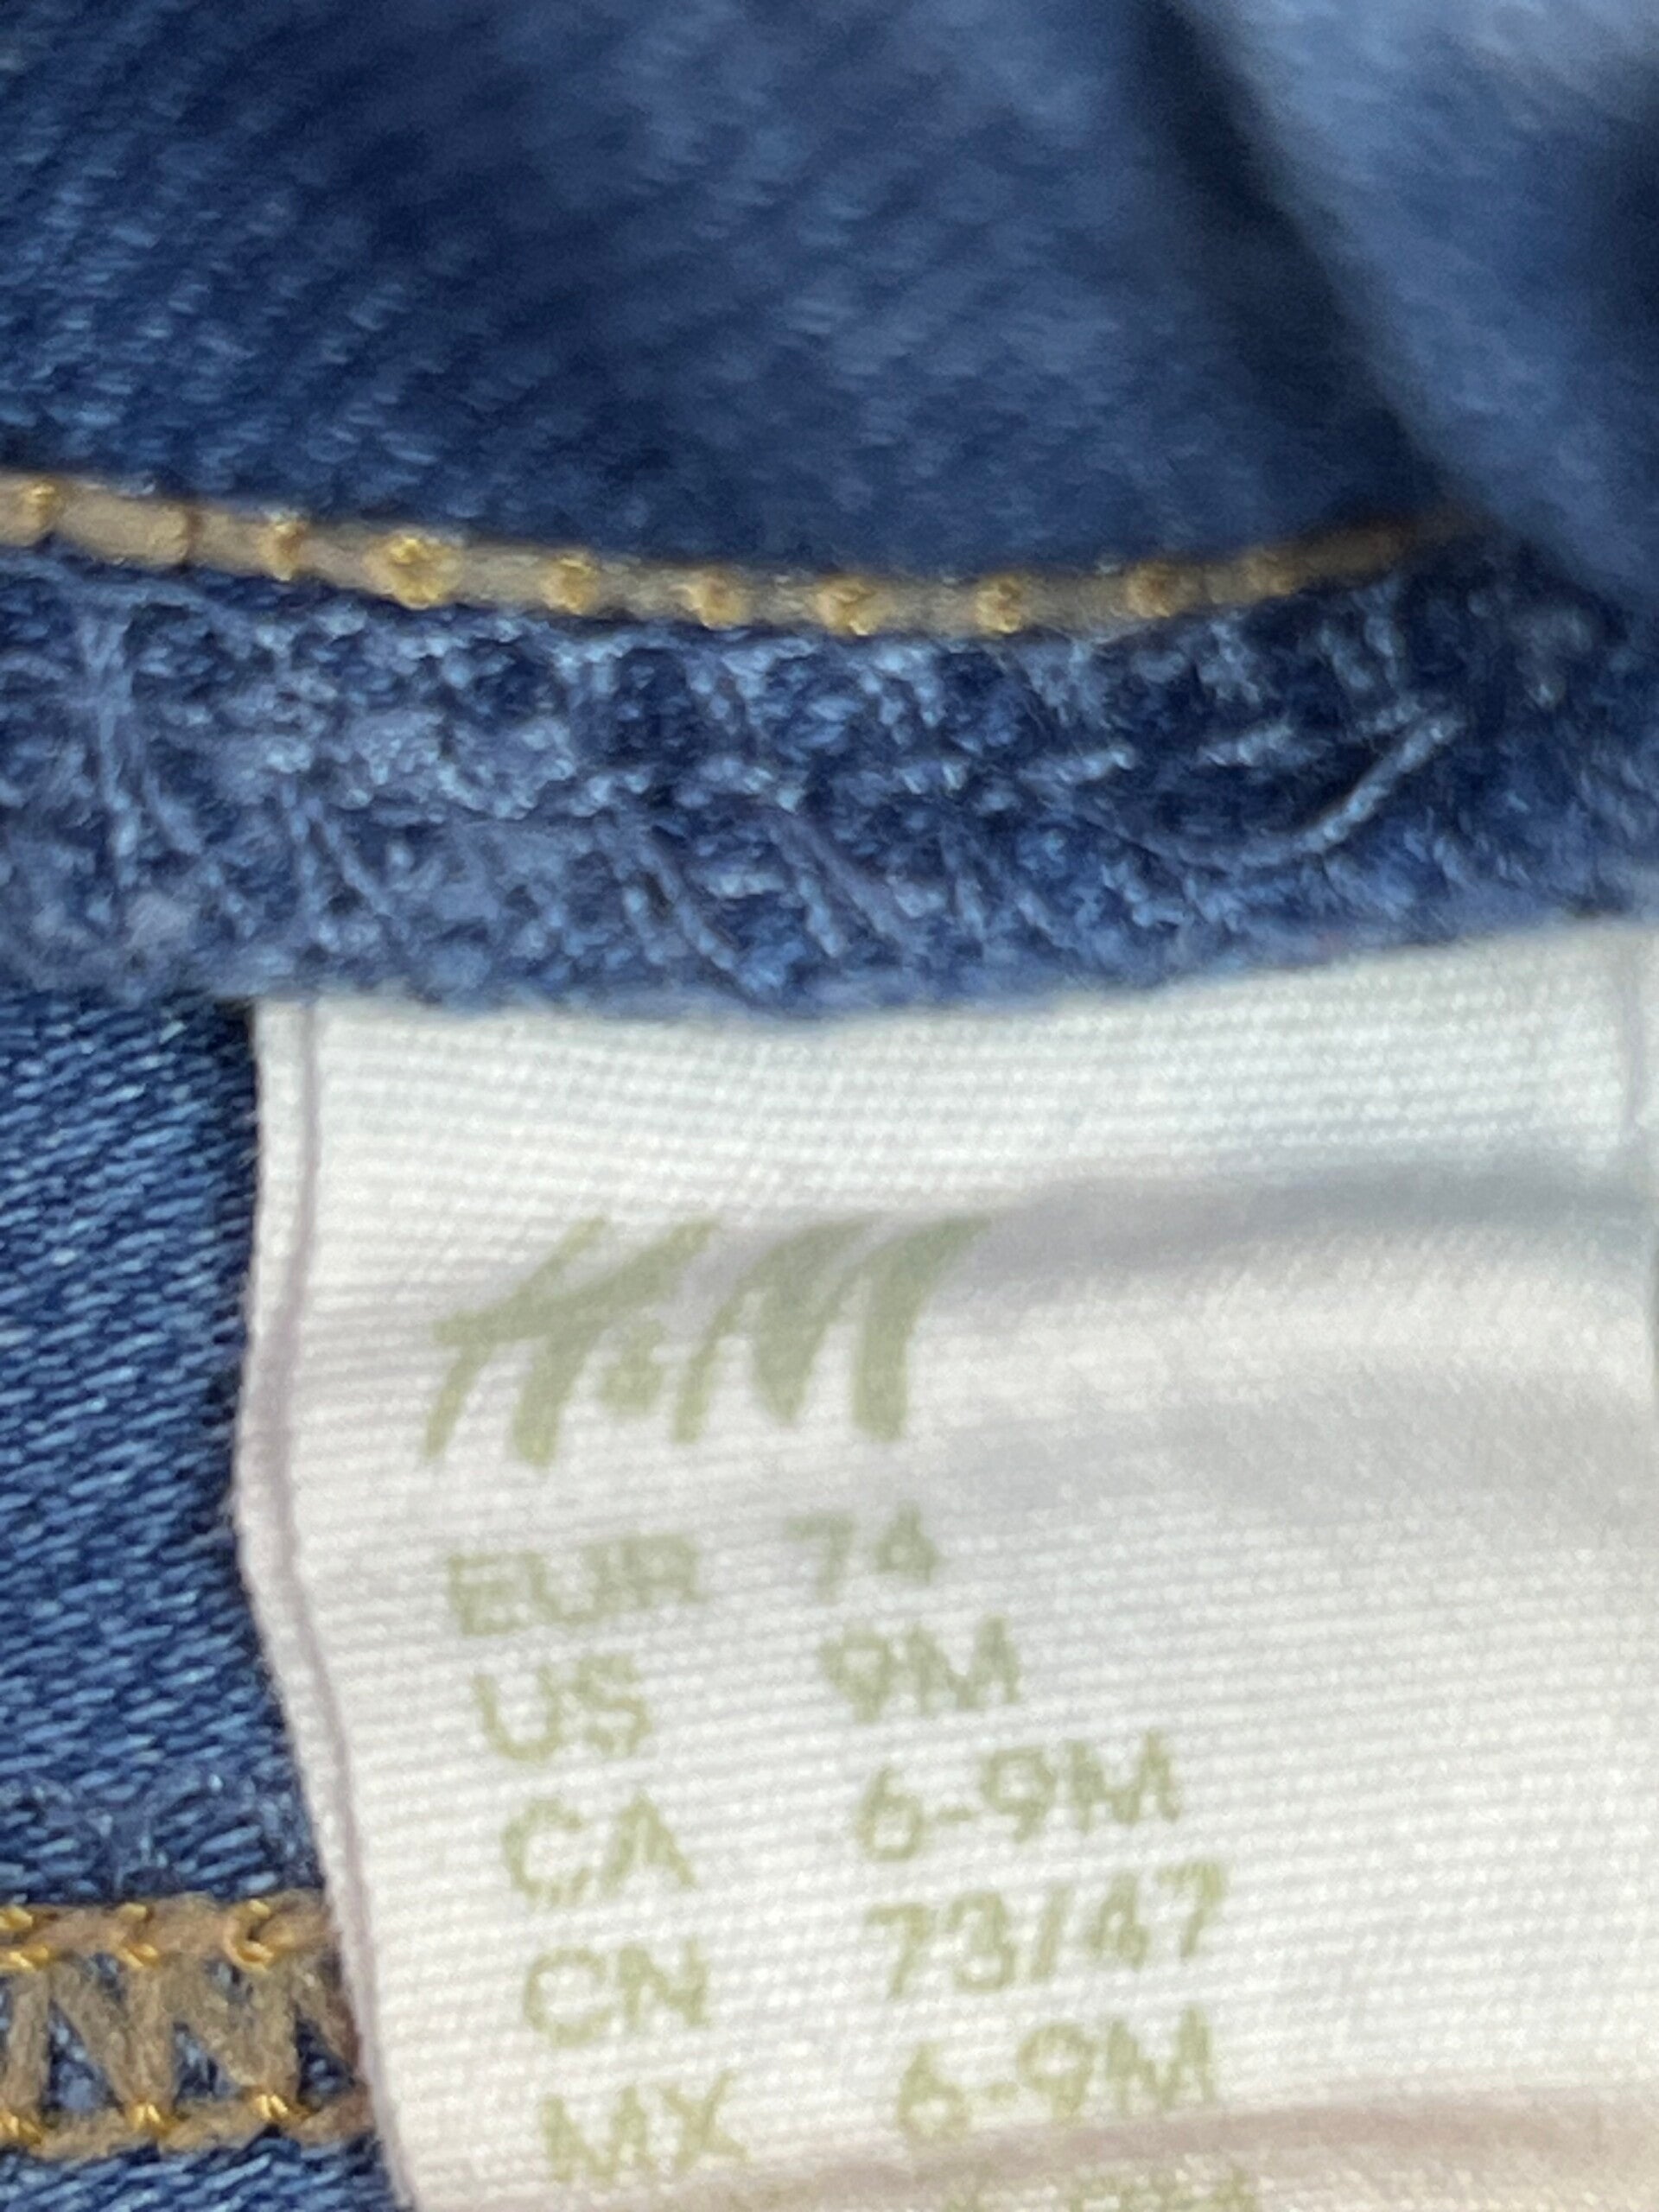 H&M
EUR 74
US 9M
CA 6-9M
CN 73/47
MX 6-9M